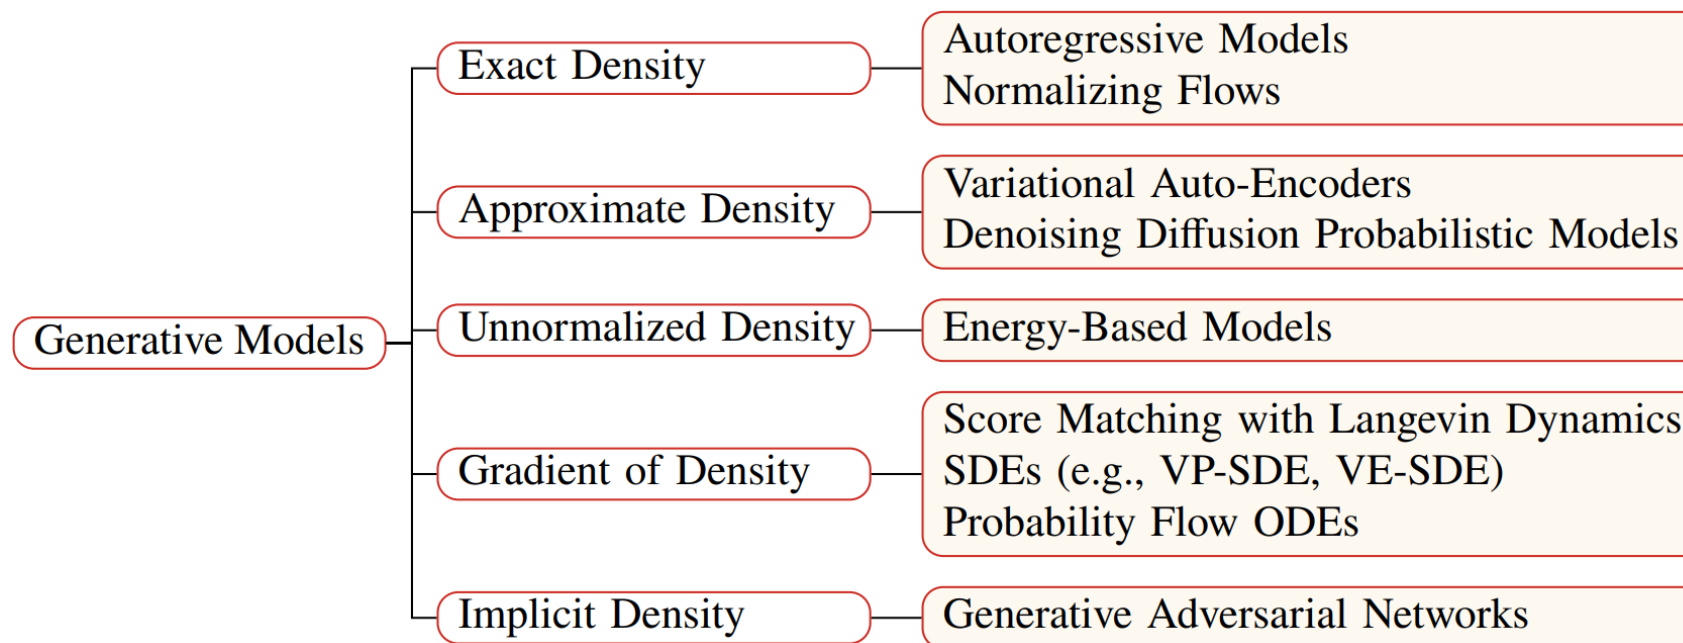 Generative Models
Exact Density
Autoregressive Models
Normalizing Flows
Approximate Density
Variational Auto-Encoders
Denoising Diffusion Probabilistic Models
Unnormalized Density
Energy-Based Models
Gradient of Density
Score Matching with Langevin Dynamics
SDEs (e.g., VP-SDE, VE-SDE)
Probability Flow ODEs
Implicit Density
Generative Adversarial Networks